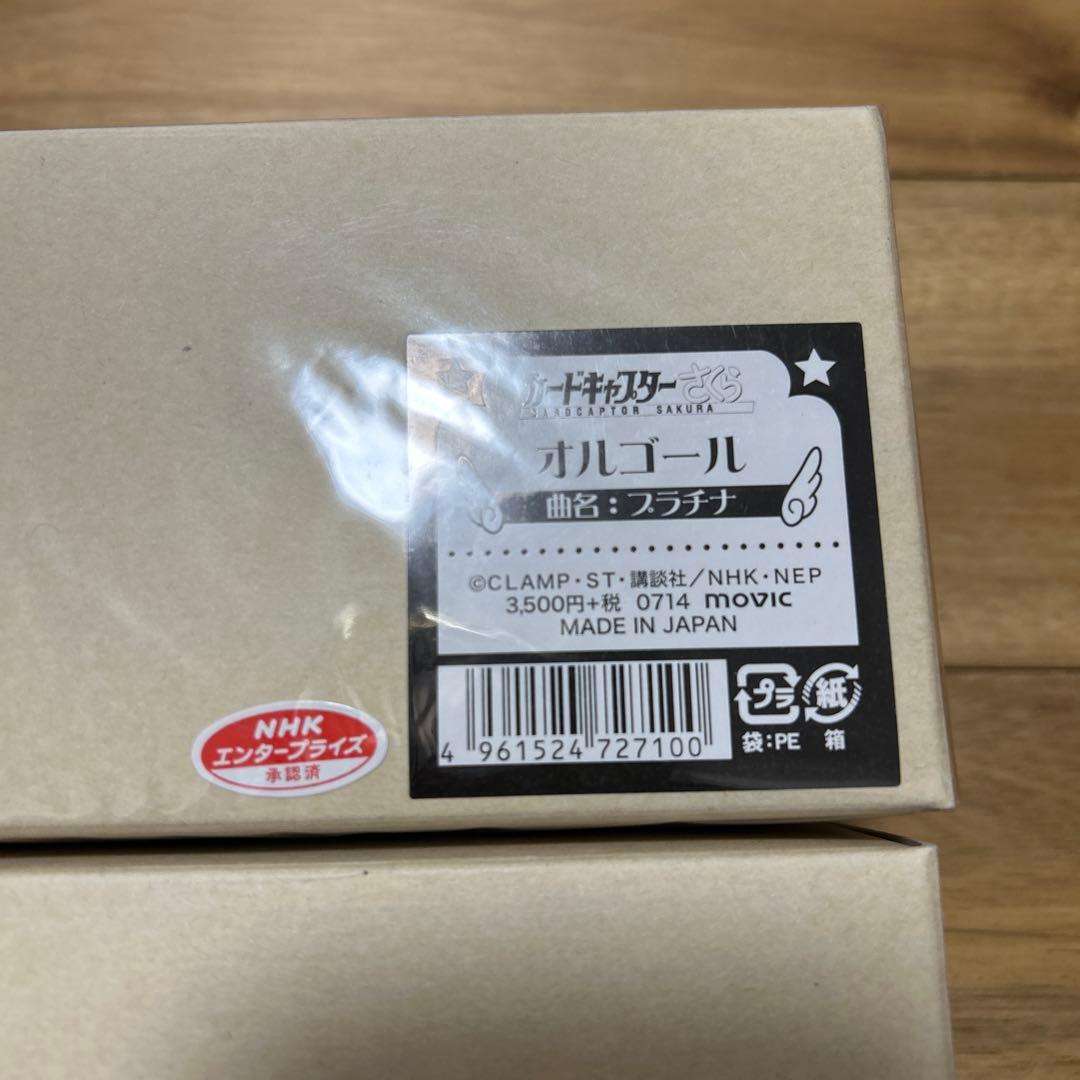 カードキャプターさくら
CARDCAPTOR SAKURA
オルゴール
曲名：プラチナ
©CLAMP・ST・講談社／NHK・NEP
3,500円+税 0714 movic
MADE IN JAPAN
4 961524 727100
プラ 紙
袋:PE 箱
NHK
エンタープライズ
承認済